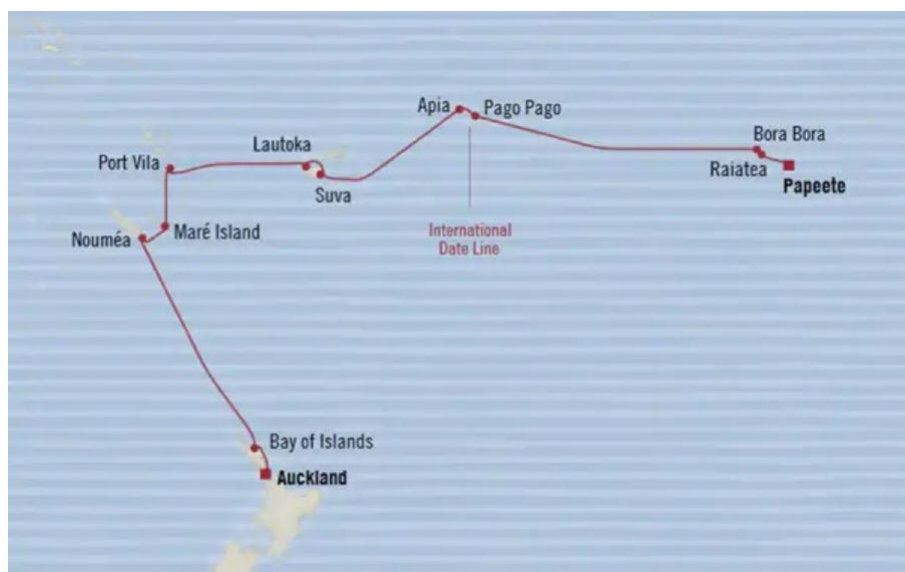 Apia
Pago Pago
Bora Bora
Lautoka
Port Vila
Raiatea
Papeete
Suva
Maré Island
Nouméa
International
Date Line
Bay of Islands
Auckland